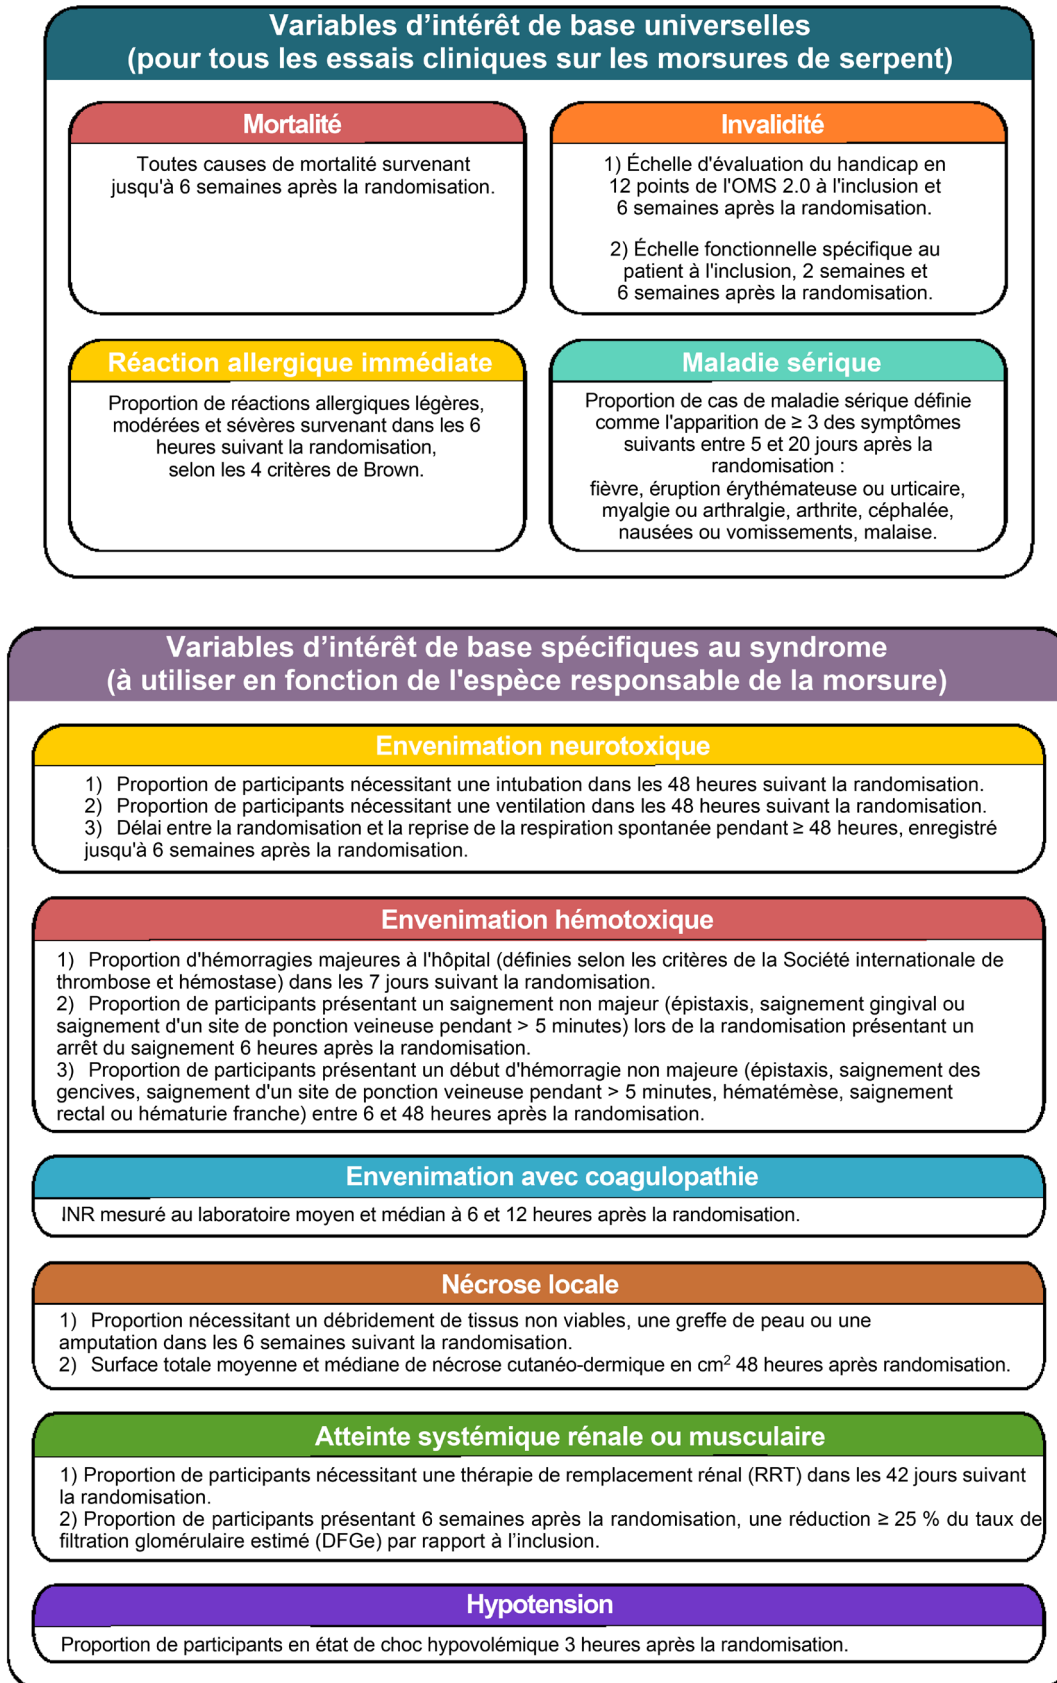 Variables d’intérêt de base universelles
(pour tous les essais cliniques sur les morsures de serpent)
Mortalité
Toutes causes de mortalité survenant
jusqu'à 6 semaines après la randomisation.
Invalidité
1) Échelle d'évaluation du handicap en
12 points de l'OMS 2.0 à l'inclusion et
6 semaines après la randomisation.
2) Échelle fonctionnelle spécifique au
patient à l'inclusion, 2 semaines et
6 semaines après la randomisation.
Réaction allergique immédiate
Proportion de réactions allergiques légères,
modérées et sévères survenant dans les 6
heures suivant la randomisation,
selon les 4 critères de Brown.
Maladie sérique
Proportion de cas de maladie sérique définie
comme l'apparition de ≥ 3 des symptômes
suivants entre 5 et 20 jours après la
randomisation :
fièvre, éruption érythémateuse ou urticaire,
myalgie ou arthralgie, arthrite, céphalée,
nausées ou vomissements, malaise.
Variables d’intérêt de base spécifiques au syndrome
(à utiliser en fonction de l'espèce responsable de la morsure)
Envenimation neurotoxique
1) Proportion de participants nécessitant une intubation dans les 48 heures suivant la randomisation.
2) Proportion de participants nécessitant une ventilation dans les 48 heures suivant la randomisation.
3) Délai entre la randomisation et la reprise de la respiration spontanée pendant ≥ 48 heures, enregistré
jusqu'à 6 semaines après la randomisation.
Envenimation hémotoxique
1) Proportion d'hémorragies majeures à l'hôpital (définies selon les critères de la Société internationale de
thrombose et hémostase) dans les 7 jours suivant la randomisation.
2) Proportion de participants présentant un saignement non majeur (épistaxis, saignement gingival ou
saignement d'un site de ponction veineuse pendant > 5 minutes) lors de la randomisation présentant un
arrêt du saignement 6 heures après la randomisation.
3) Proportion de participants présentant un début d'hémorragie non majeure (épistaxis, saignement des
gencives, saignement d'un site de ponction veineuse pendant > 5 minutes, hématémèse, saignement
rectal ou hématurie franche) entre 6 et 48 heures après la randomisation.
Envenimation avec coagulopathie
INR mesuré au laboratoire moyen et médian à 6 et 12 heures après la randomisation.
Nécrose locale
1) Proportion nécessitant un débridement de tissus non viables, une greffe de peau ou une
amputation dans les 6 semaines suivant la randomisation.
2) Surface totale moyenne et médiane de nécrose cutanéo-dermique en cm² 48 heures après randomisation.
Atteinte systémique rénale ou musculaire
1) Proportion de participants nécessitant une thérapie de remplacement rénal (RRT) dans les 42 jours suivant
la randomisation.
2) Proportion de participants présentant 6 semaines après la randomisation, une réduction ≥ 25 % du taux de
filtration glomérulaire estimé (DFGe) par rapport à l’inclusion.
Hypotension
Proportion de participants en état de choc hypovolémique 3 heures après la randomisation.